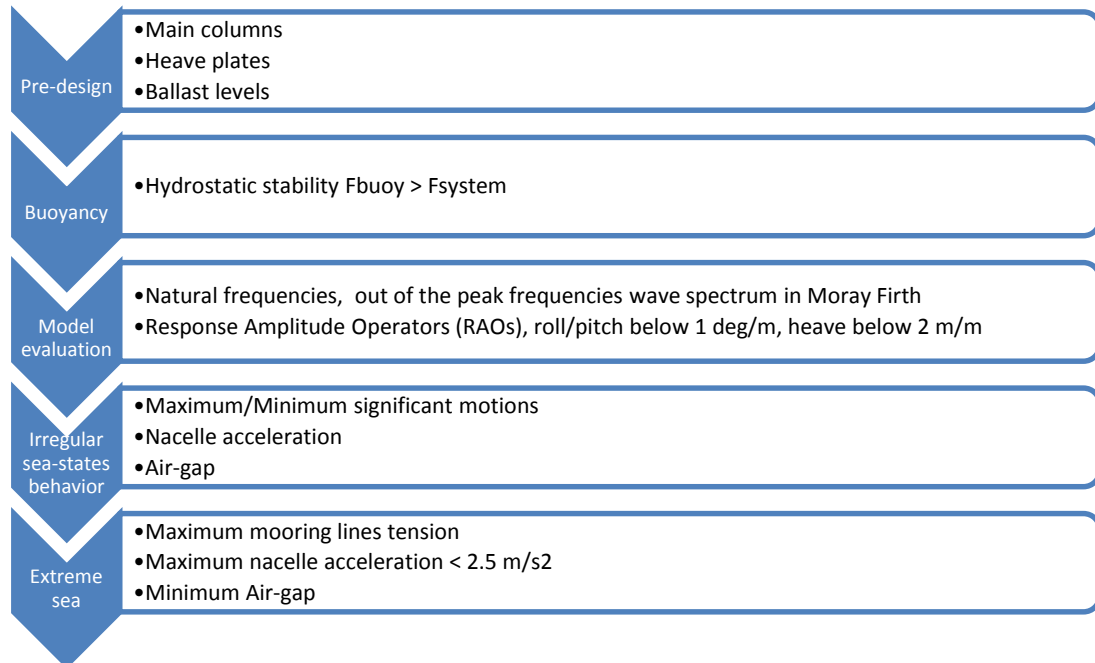 Pre-design
•Main columns
•Heave plates
•Ballast levels
Buoyancy
•Hydrostatic stability Fbuoy > Fsystem
Model
evaluation
•Natural frequencies,  out of the peak frequencies wave spectrum in Moray Firth
•Response Amplitude Operators (RAOs), roll/pitch below 1 deg/m, heave below 2 m/m
Irregular
sea-states
behavior
•Maximum/Minimum significant motions
•Nacelle acceleration
•Air-gap
Extreme
sea
•Maximum mooring lines tension
•Maximum nacelle acceleration < 2.5 m/s2
•Minimum Air-gap